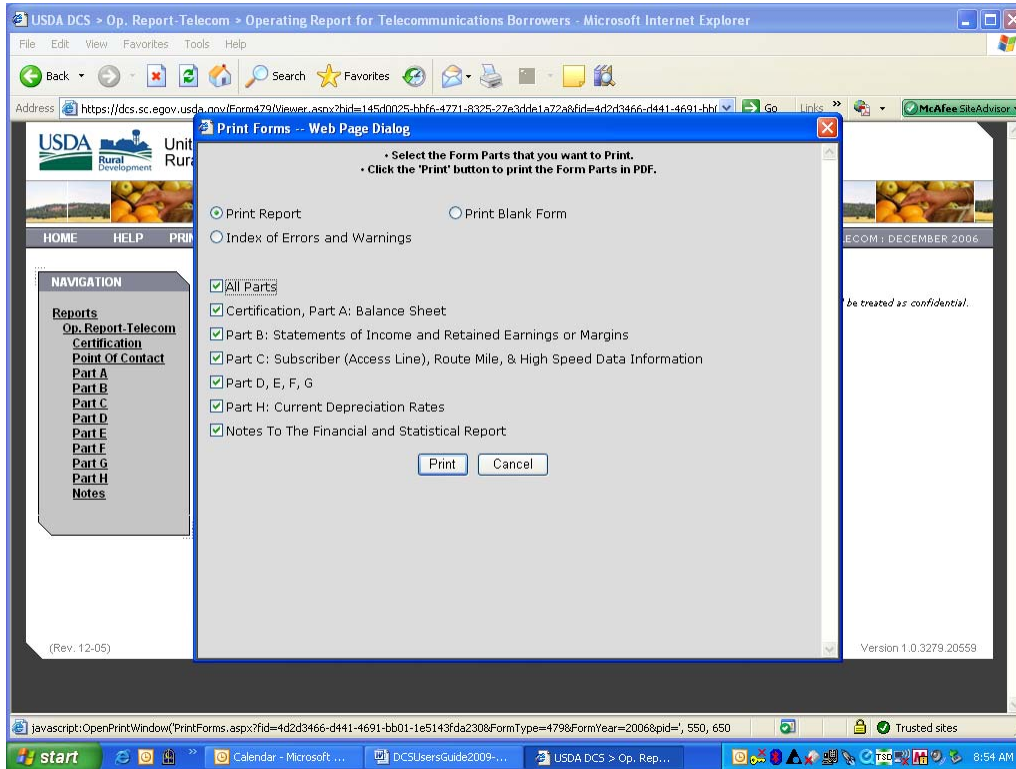 USDA DCS > Op. Report-Telecom > Operating Report for Telecommunications Borrowers - Microsoft Internet Explorer
File Edit View Favorites Tools Help
Back Search Favorites
Address https://dcs.sc.egov.usda.gov/Form479/Viewer.aspx?hid=145d0025-bbf6-4771-8325-27e3dde1a72a&fid=4d2d3466-d441-4691-bb Go Links » McAfee SiteAdvisor
USDA Rural Development
Unit
Rura
Print Forms -- Web Page Dialog
• Select the Form Parts that you want to Print.
• Click the 'Print' button to print the Form Parts in PDF.
Print Report Print Blank Form
Index of Errors and Warnings
All Parts
Certification, Part A: Balance Sheet
Part B: Statements of Income and Retained Earnings or Margins
Part C: Subscriber (Access Line), Route Mile, & High Speed Data Information
Part D, E, F, G
Part H: Current Depreciation Rates
Notes To The Financial and Statistical Report
Print Cancel
HOME HELP PRIN
ECOM : DECEMBER 2006
be treated as confidential.
NAVIGATION
Reports
Op. Report-Telecom
Certification
Point Of Contact
Part A
Part B
Part C
Part D
Part E
Part F
Part G
Part H
Notes
(Rev. 12-05)
Version 1.0.3279.20559
javascript:OpenPrintWindow('PrintForms.aspx?fid=4d2d3466-d441-4691-bb01-1e5143fda230&FormType=479&FormYear=2006&pid=', 550, 650 Trusted sites
start » Calendar - Microsoft ... DCSUsersGuide2009-... USDA DCS > Op. Rep... TSD 8:54 AM